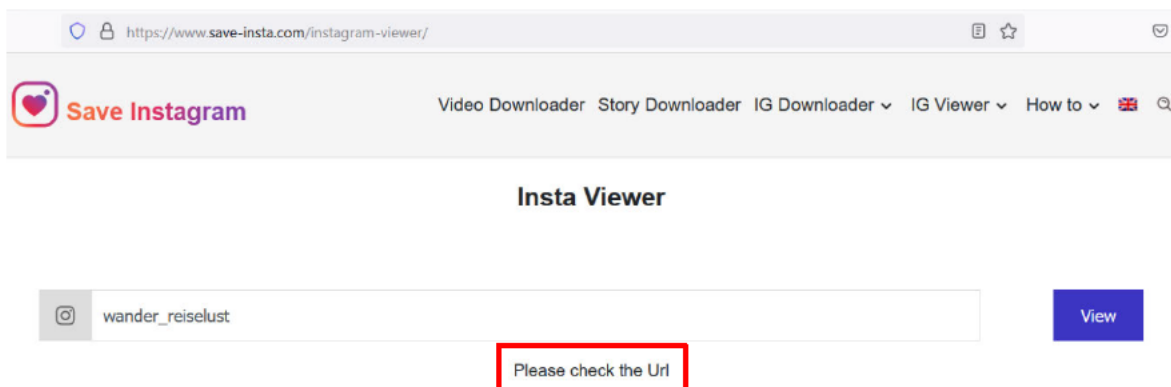 https://www.save-insta.com/instagram-viewer/
Save Instagram Video Downloader Story Downloader IG Downloader IG Viewer How to
Insta Viewer
wander_reiselust View
Please check the Url